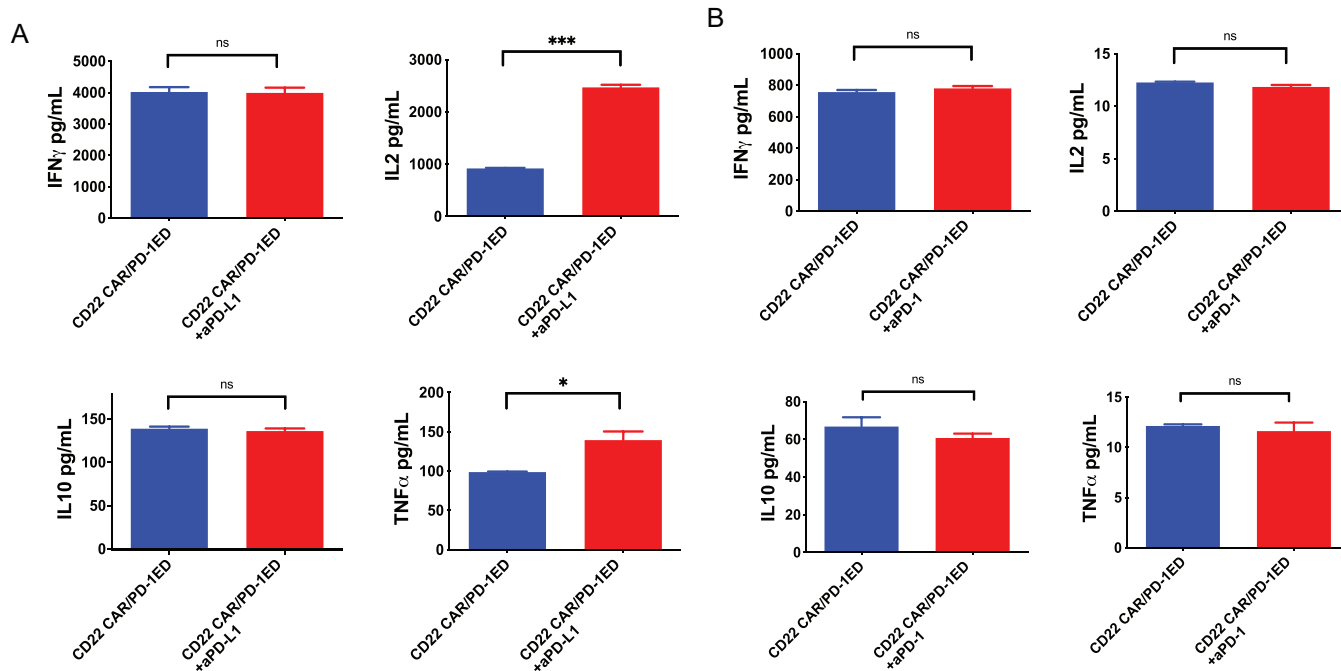 A
ns
IFNγ pg/mL
5000
4000
3000
2000
1000
0
CD22 CAR/PD-1ED
CD22 CAR/PD-1ED
+aPD-L1
***
IL2 pg/mL
3000
2000
1000
0
CD22 CAR/PD-1ED
CD22 CAR/PD-1ED
+aPD-L1
B
ns
IFNγ pg/mL
1000
800
600
400
200
0
CD22 CAR/PD-1ED
CD22 CAR/PD-1ED
+aPD-1
ns
IL2 pg/mL
15
10
5
0
CD22 CAR/PD-1ED
CD22 CAR/PD-1ED
+aPD-1
ns
IL10 pg/mL
150
100
50
0
CD22 CAR/PD-1ED
CD22 CAR/PD-1ED
+aPD-L1
*
TNFα pg/mL
200
150
100
50
0
CD22 CAR/PD-1ED
CD22 CAR/PD-1ED
+aPD-L1
ns
IL10 pg/mL
80
60
40
20
0
CD22 CAR/PD-1ED
CD22 CAR/PD-1ED
+aPD-1
ns
TNFα pg/mL
15
10
5
0
CD22 CAR/PD-1ED
CD22 CAR/PD-1ED
+aPD-1